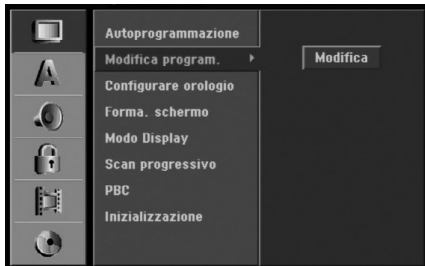 Autoprogrammazione
Modifica program.
Modifica
Configurare orologio
Forma. schermo
Modo Display
Scan progressivo
PBC
Inizializzazione
A